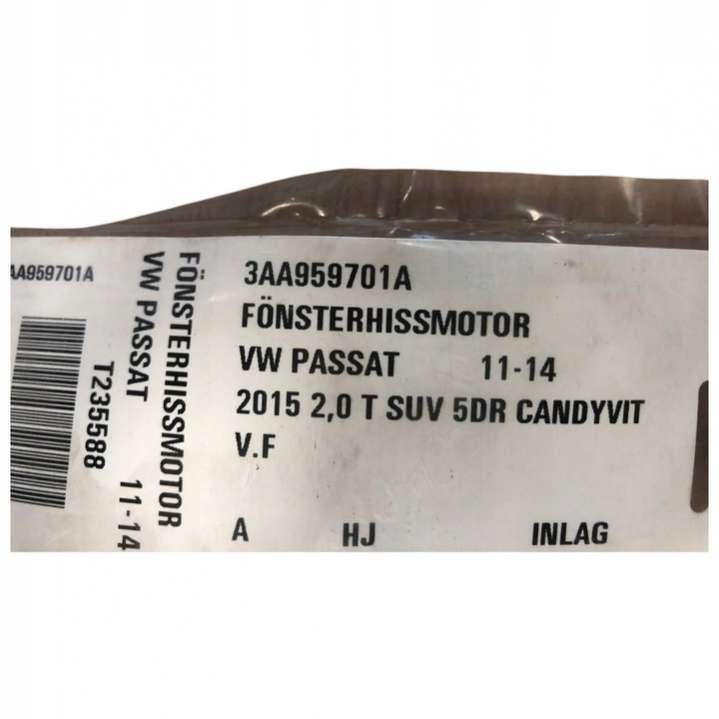 3AA959701A
FÖNSTERHISSMOTOR
VW PASSAT 11-14
2015 2,0 T SUV 5DR CANDYVIT
V.F
A HJ INLAG
FÖNSTERHISSMOTOR
VW PASSAT 11-14
T235588
AA959701A